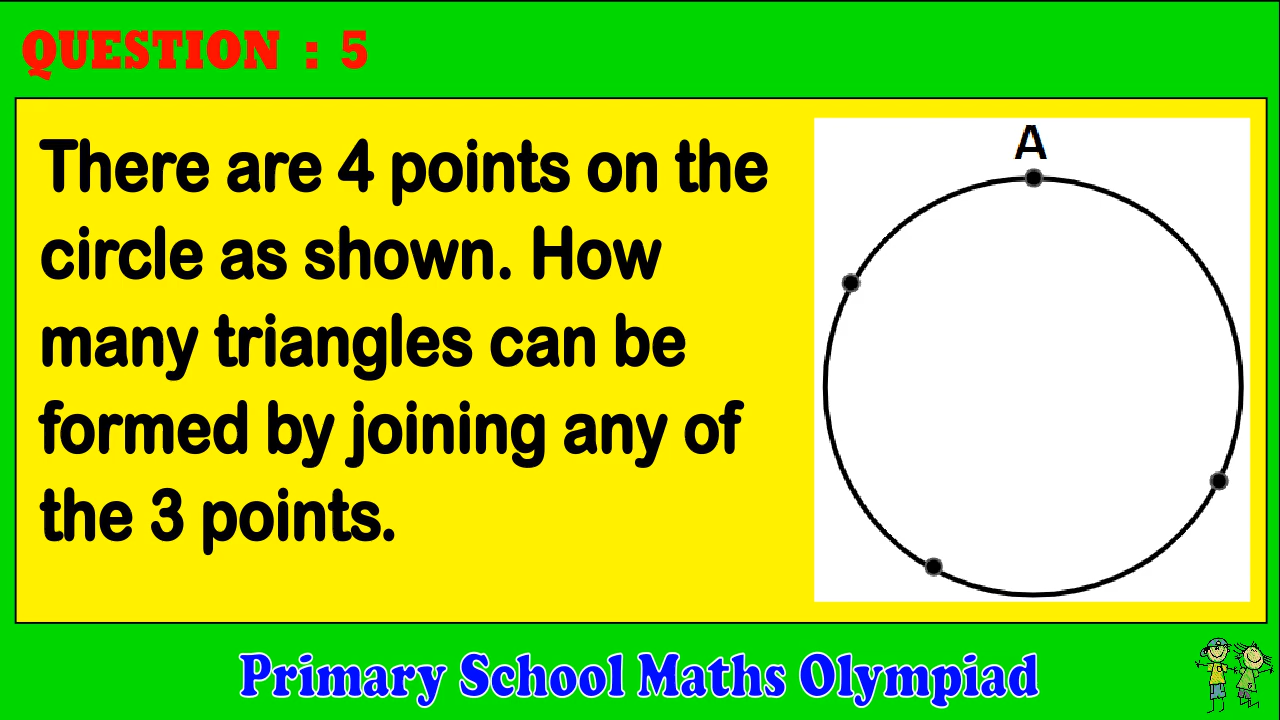 QUESTION : 5
There are 4 points on the
circle as shown. How
many triangles can be
formed by joining any of
the 3 points.
A
Primary School Maths Olympiad